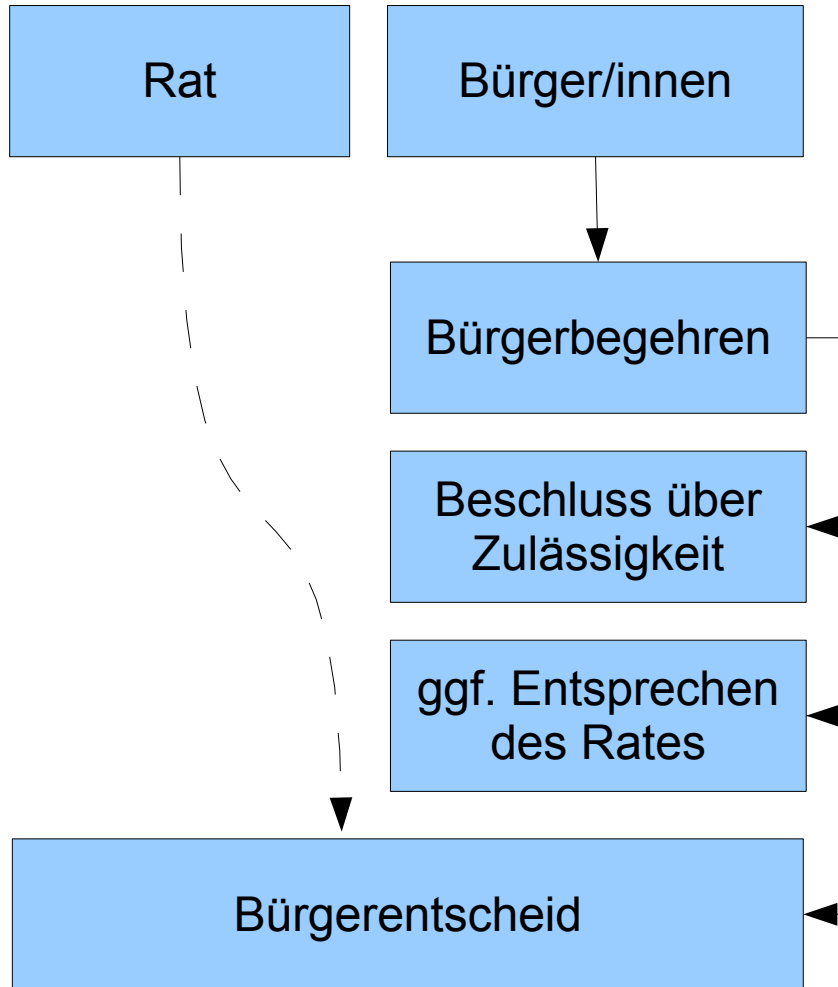 Rat
Bürger/innen
Bürgerbegehren
Beschluss über
Zulässigkeit
ggf. Entsprechen
des Rates
Bürgerentscheid